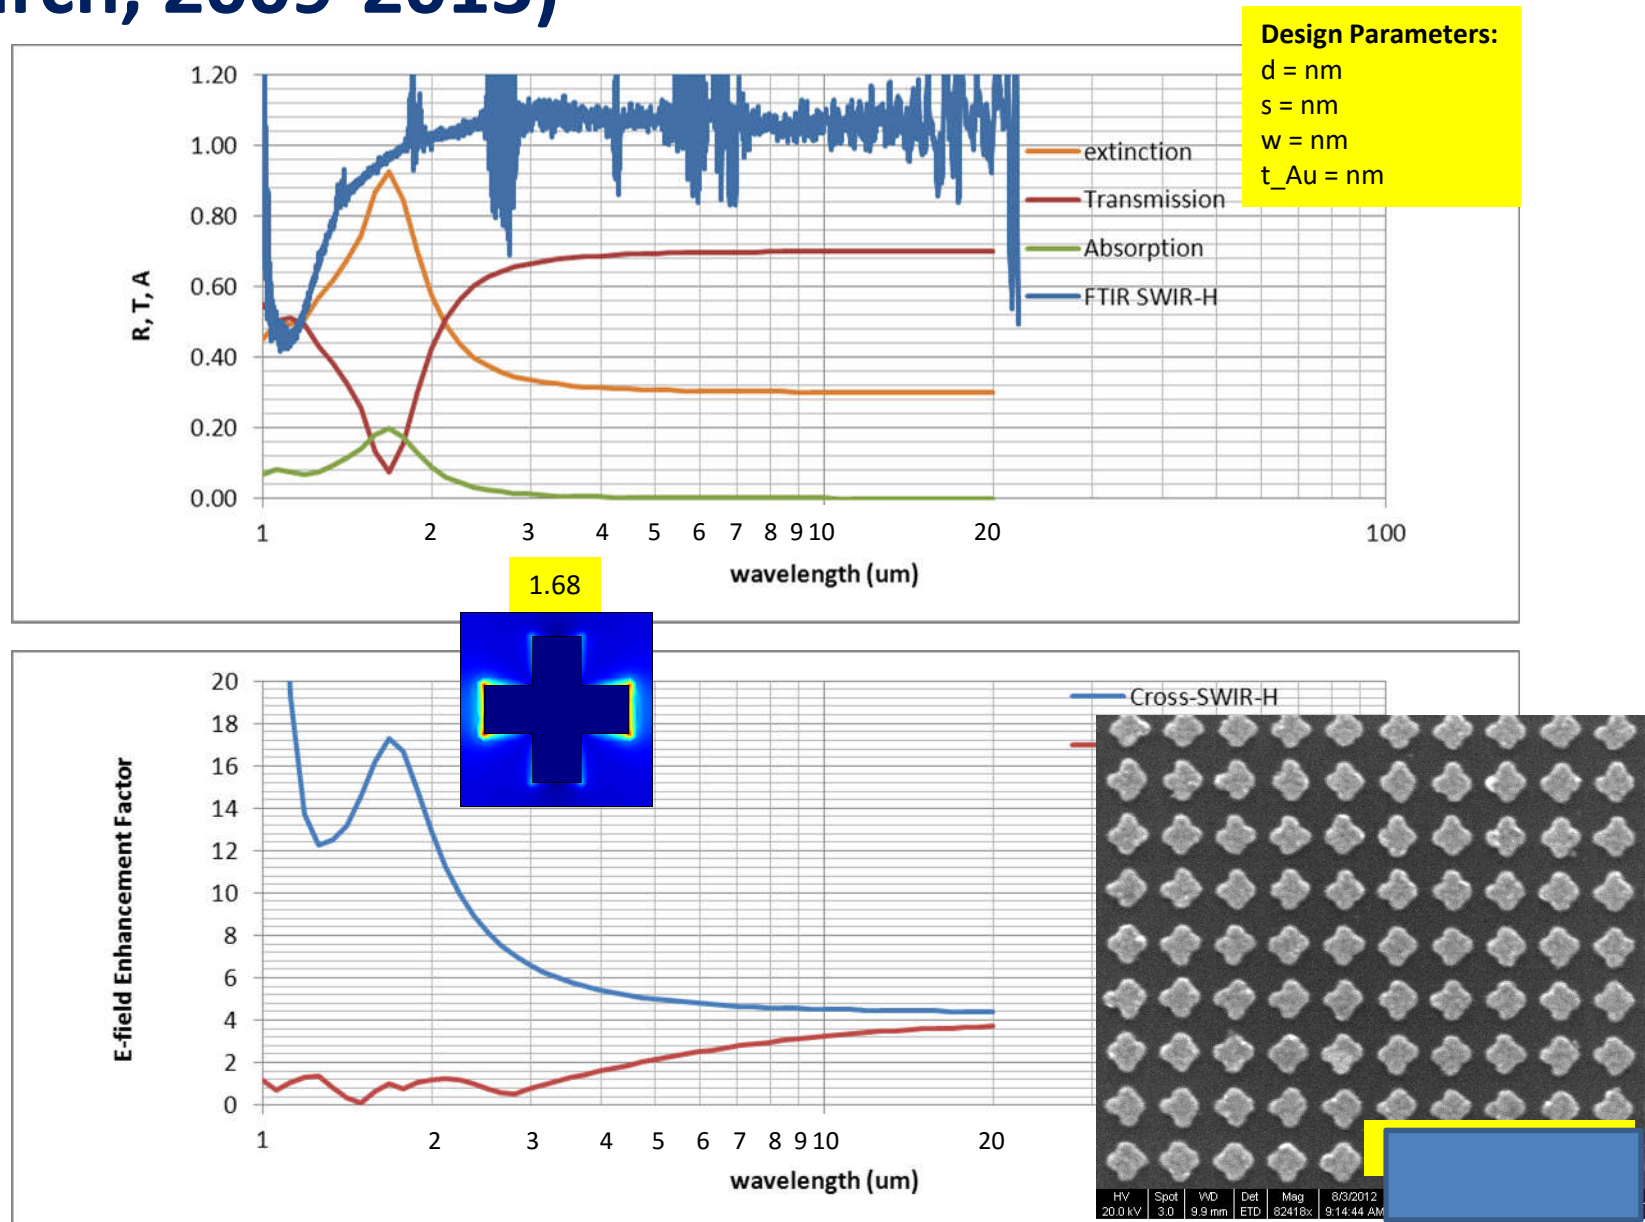 arch, 2009-2013)
Design Parameters:
d = nm
s = nm
w = nm
t_Au = nm
1.20
1.00
0.80
0.60
0.40
0.20
0.00
R, T, A
extinction
Transmission
Absorption
FTIR SWIR-H
1 2 3 4 5 6 7 8 9 10 20 100
wavelength (um)
1.68
20
18
16
14
12
10
8
6
4
2
0
E-field Enhancement Factor
Cross-SWIR-H
1 2 3 4 5 6 7 8 9 10 20
wavelength (um)
HV Spot WD Det Mag 8/3/2012
20.0 kV 3.0 9.9 mm ETD 82418x 9:14:44 AM